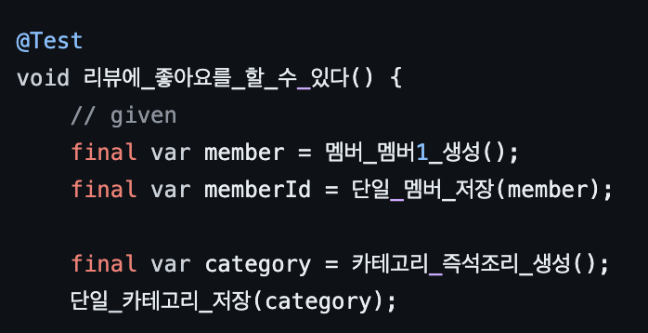 @Test
void 리뷰에_좋아요를_할_수_있다() {
// given
final var member = 멤버_멤버1_생성();
final var memberId = 단일_멤버_저장(member);
final var category = 카테고리_즉석조리_생성();
단일_카테고리_저장(category);